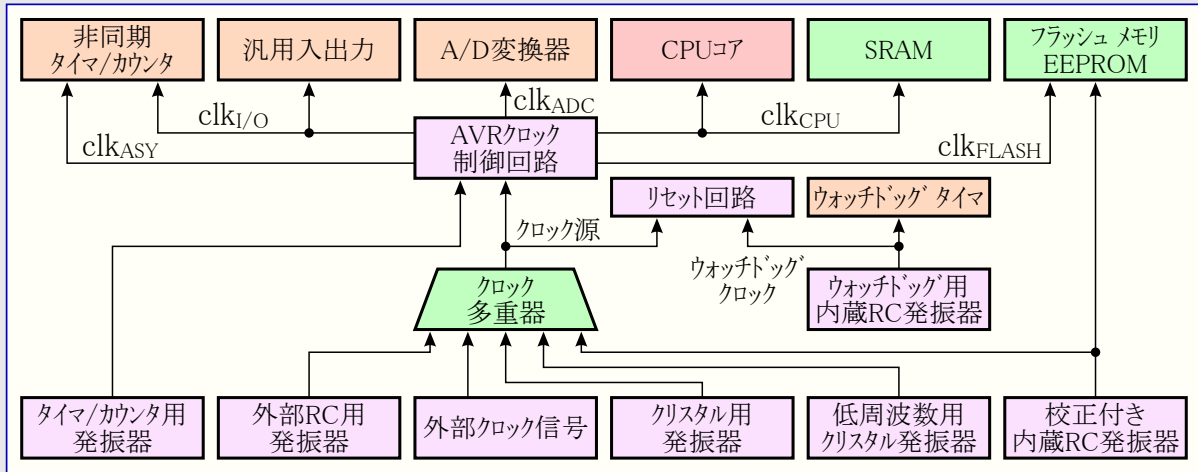 非同期
ﾀｲﾏ/ｶｳﾝﾀ
汎用入出力
A/D変換器
CPUｺｱ
SRAM
ﾌﾗｯｼｭ ﾒﾓﾘ
EEPROM
clkI/O
clkADC
clkCPU
clkASY
clkFLASH
AVRｸﾛｯｸ
制御回路
ﾘｾｯﾄ回路
ｳｫｯﾁﾄﾞｯｸﾞ ﾀｲﾏ
ｸﾛｯｸ源
ｳｫｯﾁﾄﾞｯｸﾞ
ｸﾛｯｸ
ｸﾛｯｸ
多重器
ｳｫｯﾁﾄﾞｯｸﾞ用
内蔵RC発振器
ﾀｲﾏ/ｶｳﾝﾀ用
発振器
外部RC用
発振器
外部ｸﾛｯｸ信号
ｸﾘｽﾀﾙ用
発振器
低周波数用
ｸﾘｽﾀﾙ発振器
校正付き
内蔵RC発振器